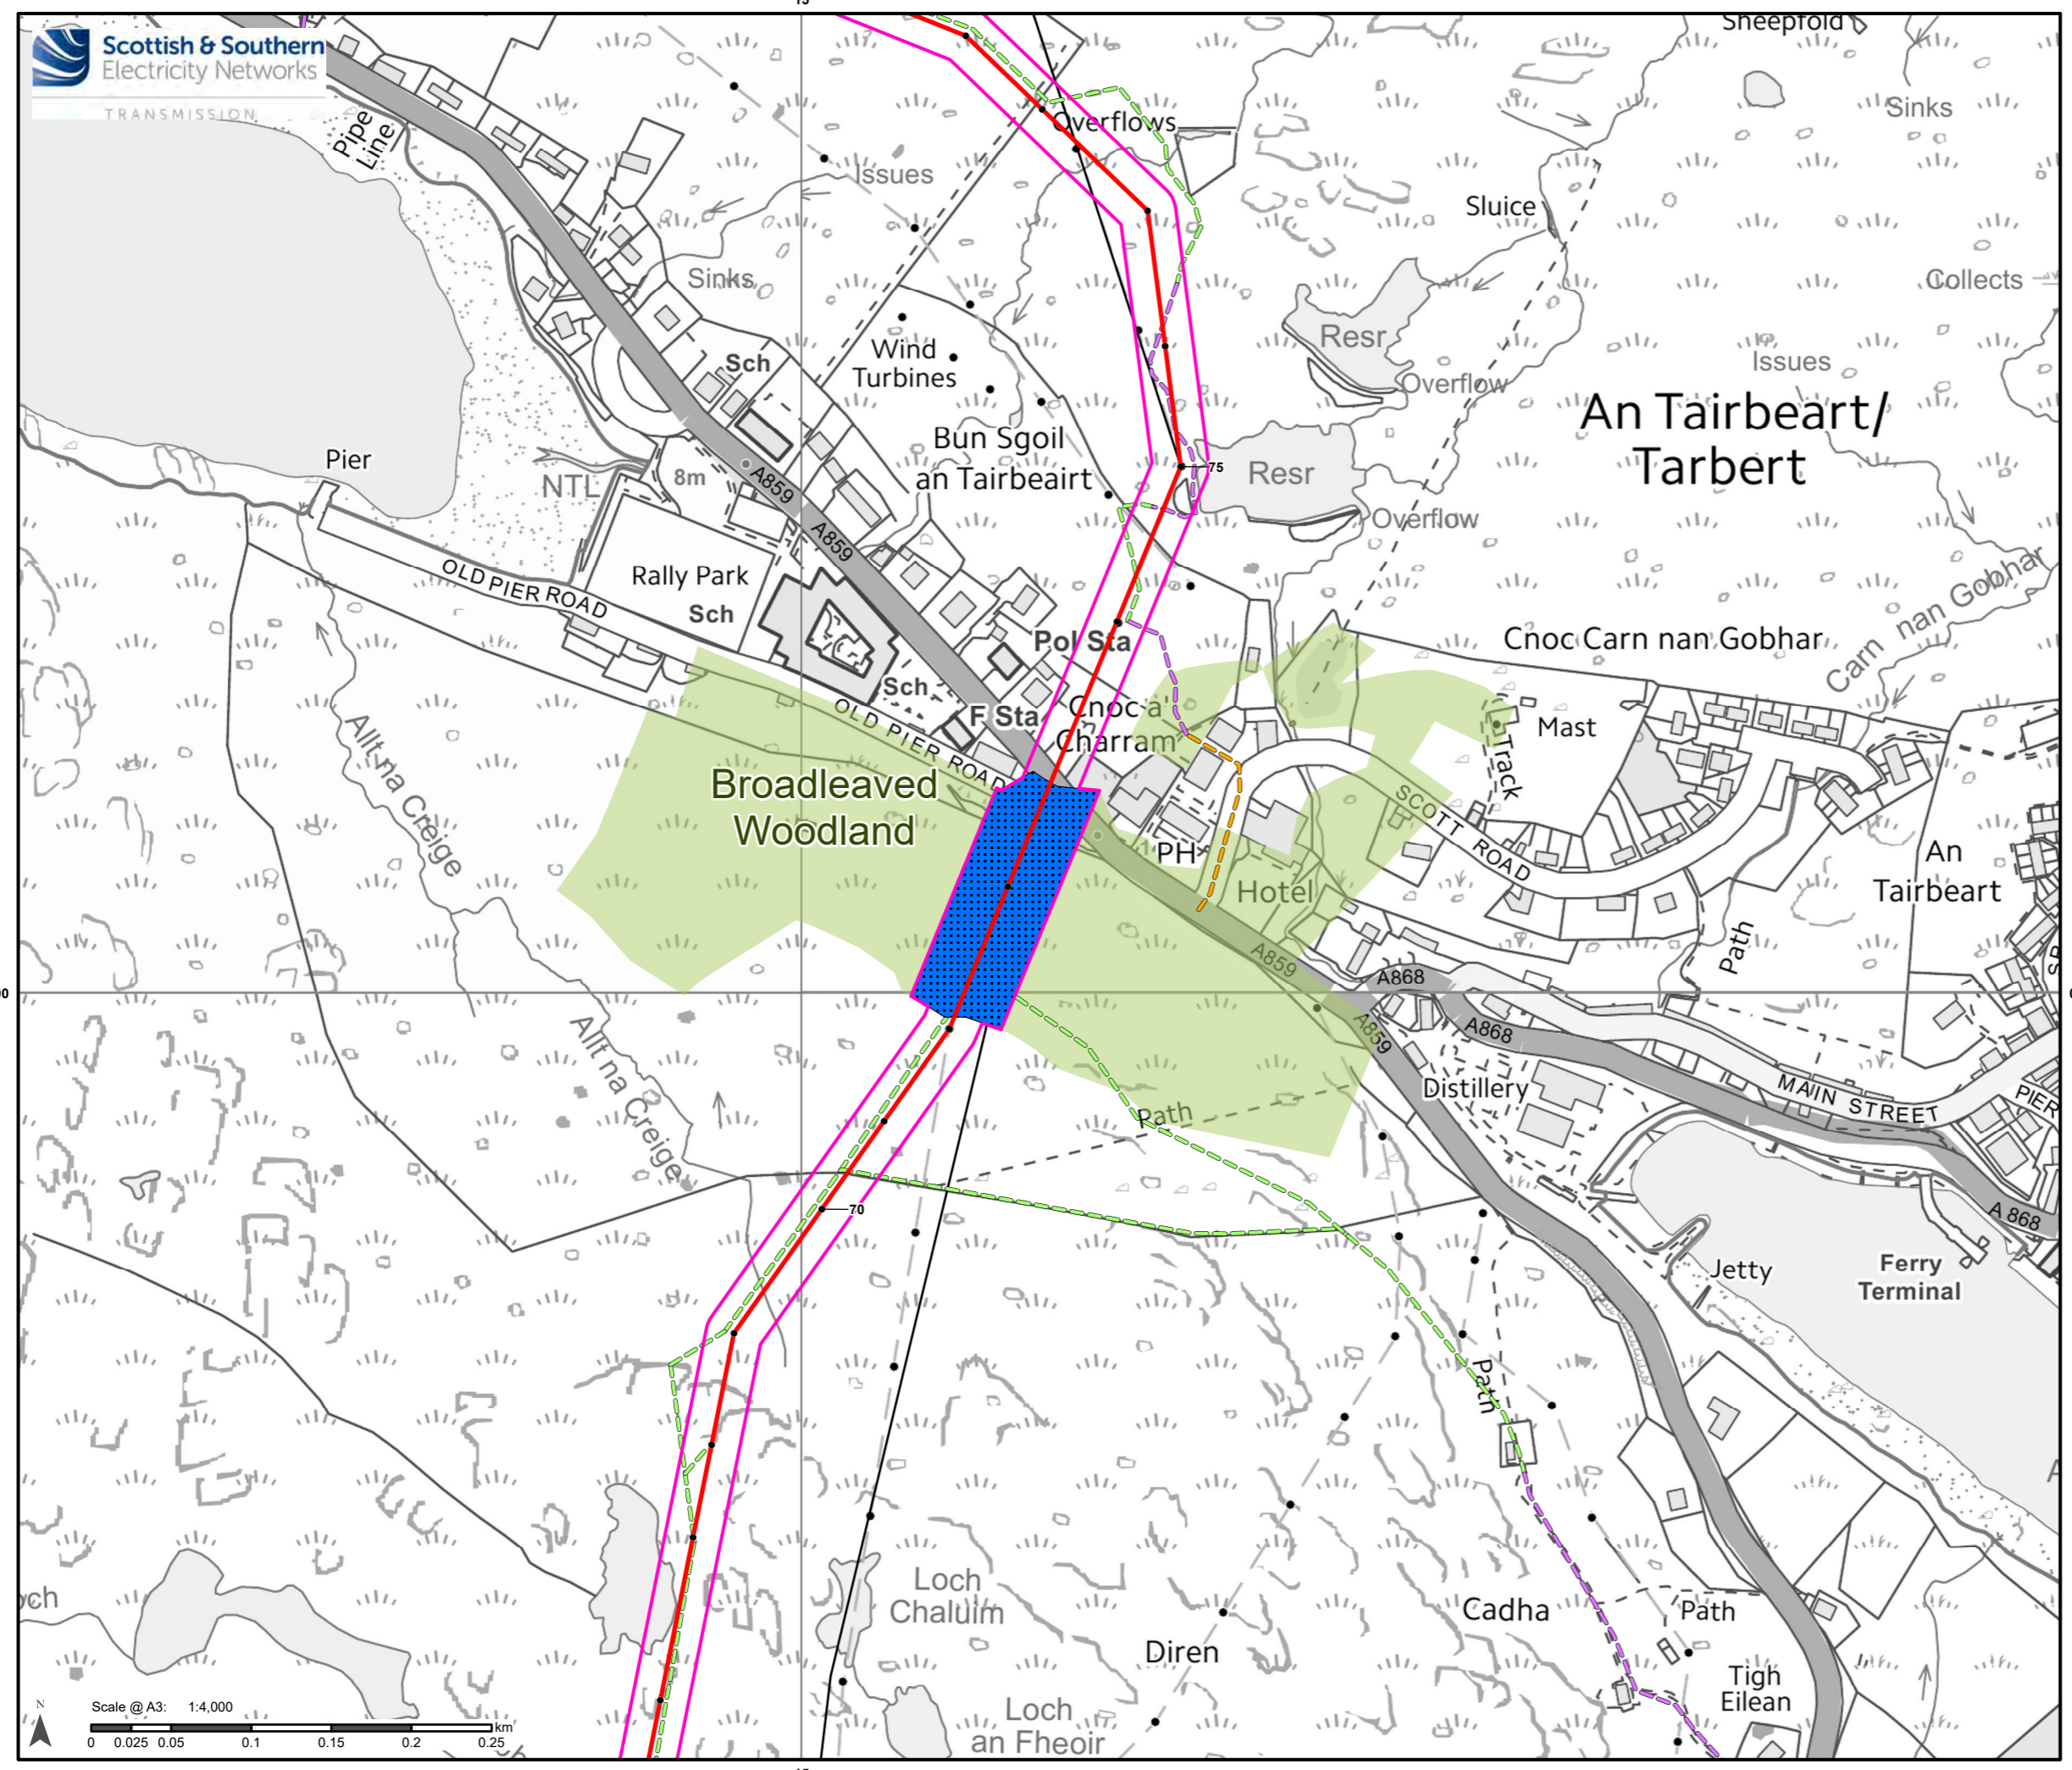 15
Sheepfold
Scottish & Southern
Electricity Networks
TRANSMISSION
Pipe
Line
Overflows
Sinks
Issues
Sluice
Sinks
Collects
Resr
Issues
Wind
Turbines
Sch
Overflow
An Tairbeart/
Tarbert
Bun Sgoil
an Tairbeairt
Pier
NTL
8m
A859
75
Resr
A859
Overflow
OLD PIER ROAD
Rally Park
Sch
Pol Sta
Cnoc Carn nan Gobhar
Carn nan Gobhar
Sch
OLD PIER ROAD
F Sta
Cnoc a'
Charram
Mast
Track
Allt na Creige
Broadleaved
Woodland
SCOTT ROAD
PH
Hotel
An
Tairbeart
Path
A859
A868
A859
A868
Allt na Creige
Distillery
MAIN STREET
PIER
Path
A 868
70
Jetty
Ferry
Terminal
Path
Loch
Chaluim
Cadha
Path
Diren
Tigh
Eilean
Loch
an Fheoir
N
Scale @ A3: 1:4,000
km
0 0.025 0.05 0.1 0.15 0.2 0.25